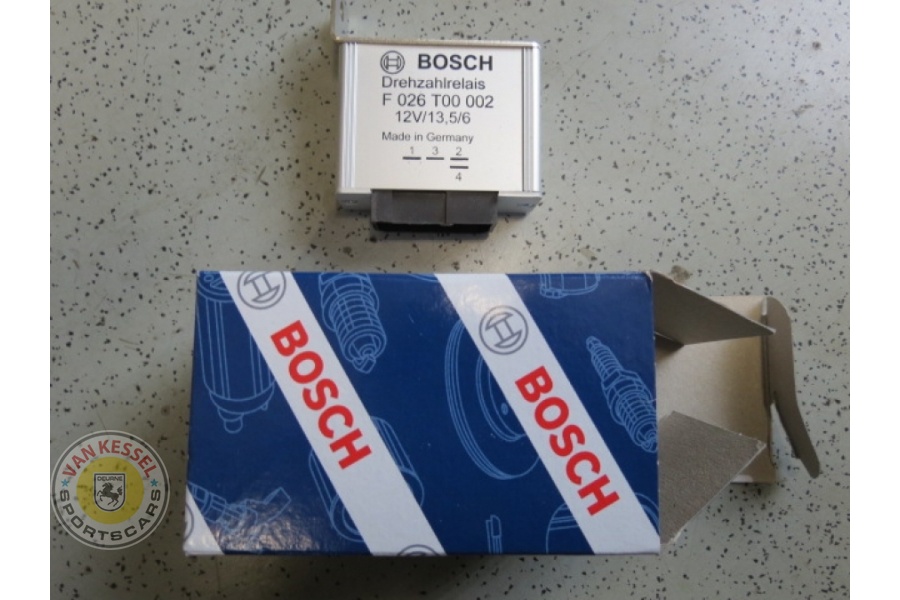 BOSCH
Drehzahlrelais
F 026 T00 002
12V/13,5/6
Made in Germany
1 3 2
4
BOSCH
BOSCH
VAN KESSEL
DEURNE
SPORTSCARS